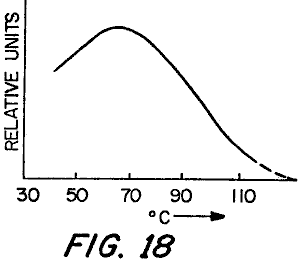 RELATIVE UNITS
30 50 70 90 110
°C
FIG. 18